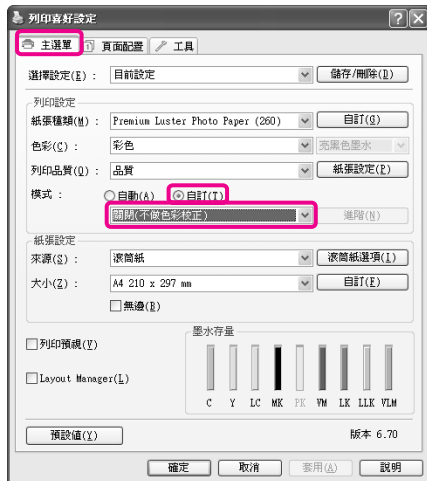 列印喜好設定
主選單 頁面配置 工具
選擇設定(E): 目前設定 儲存/刪除(D)
列印設定
紙張種類(M): Premium Luster Photo Paper (260) 自訂(G)
色彩(C): 彩色 亮黑色墨水
列印品質(Q): 品質 紙張設定(P)
模式: 自動(A) 自訂(T)
關閉(不做色彩校正) 進階(N)
紙張設定
來源(S): 滾筒紙 滾筒紙選項(I)
大小(Z): A4 210 x 297 mm 自訂(F)
無邊(B)
墨水存量
列印預視(V)
Layout Manager(L)
C Y LC MK PK VM LK LLK VLM
預設値(Y) 版本 6.70
確定 取消 套用(A) 說明